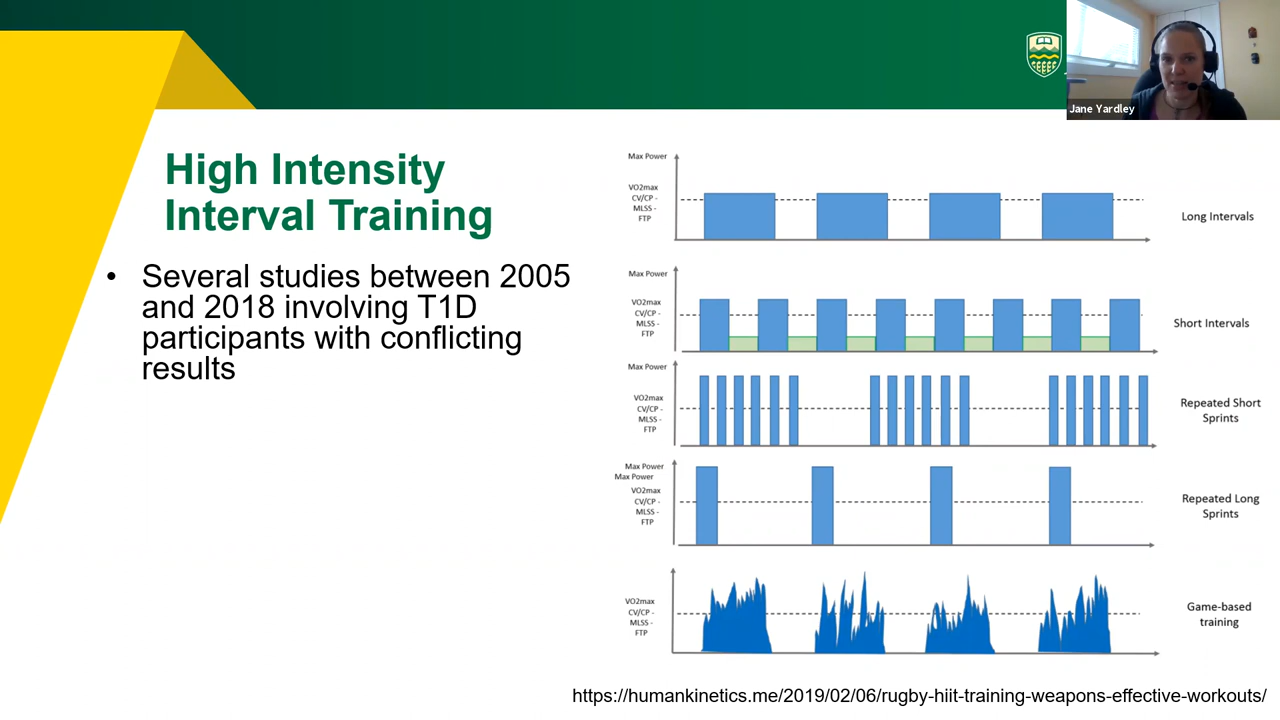 Jane Yardley
High Intensity
Interval Training
• Several studies between 2005
and 2018 involving T1D
participants with conflicting
results
Max Power
VO2max
CV/CP -
MLSS -
FTP
Long Intervals
Max Power
VO2max
CV/CP -
MLSS -
FTP
Short Intervals
Max Power
VO2max
CV/CP -
MLSS -
FTP
Repeated Short
Sprints
Max Power
Max Power
VO2max
CV/CP -
MLSS -
FTP
Repeated Long
Sprints
VO2max
CV/CP -
MLSS -
FTP
Game-based
training
https://humankinetics.me/2019/02/06/rugby-hiit-training-weapons-effective-workouts/